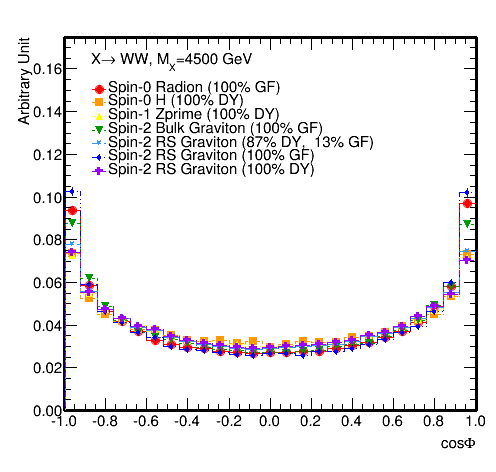 Arbitrary Unit
X→ WW, M_X=4500 GeV
Spin-0 Radion (100% GF)
Spin-0 H (100% DY)
Spin-1 Zprime (100% DY)
Spin-2 Bulk Graviton (100% GF)
Spin-2 RS Graviton (87% DY, 13% GF)
Spin-2 RS Graviton (100% GF)
Spin-2 RS Graviton (100% DY)
0.16
0.14
0.12
0.10
0.08
0.06
0.04
0.02
0.00
-1.0 -0.8 -0.6 -0.4 -0.2 0.0 0.2 0.4 0.6 0.8 1.0
cosΦ